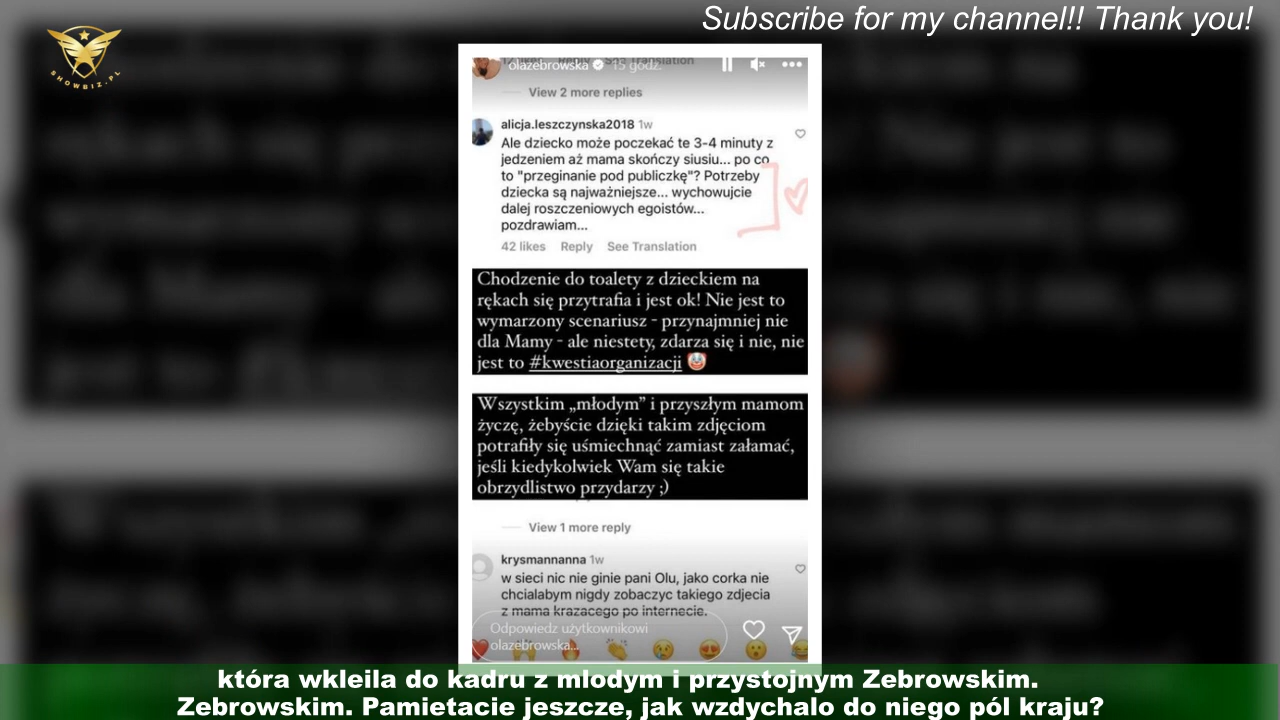 Subscribe for my channel!! Thank you!
SHOWBIZ.PL
olazebrowska 15 godz.
View 2 more replies
alicja.leszczynska2018 1w
Ale dziecko może poczekać te 3-4 minuty z
jedzeniem aż mama skończy siusiu... po co
to "przeginanie pod publiczkę"? Potrzeby
dziecka są najważniejsze... wychowujcie
dalej roszczeniowych egoistów...
pozdrawiam...
42 likes Reply See Translation
Chodzenie do toalety z dzieckiem na
rękach się przytrafia i jest ok! Nie jest to
wymarzony scenariusz - przynajmniej nie
dla Mamy - ale niestety, zdarza się i nie, nie
jest to #kwestiaorganizacji 🤡
Wszystkim „młodym” i przyszłym mamom
życzę, żebyście dzięki takim zdjęciom
potrafiły się uśmiechnąć zamiast załamać,
jeśli kiedykolwiek Wam się takie
obrzydlistwo przydarzy ;)
View 1 more reply
krysmannanna 1w
w sieci nic nie ginie pani Olu, jako corka nie
chcialabym nigdy zobaczyc takiego zdjecia
z mama krazacego po internecie.
Odpowiedz użytkownikowi
olazebrowska...
która wkleila do kadru z mlodym i przystojnym Zebrowskim.
Zebrowskim. Pamietacie jeszcze, jak wzdychalo do niego pól kraju?